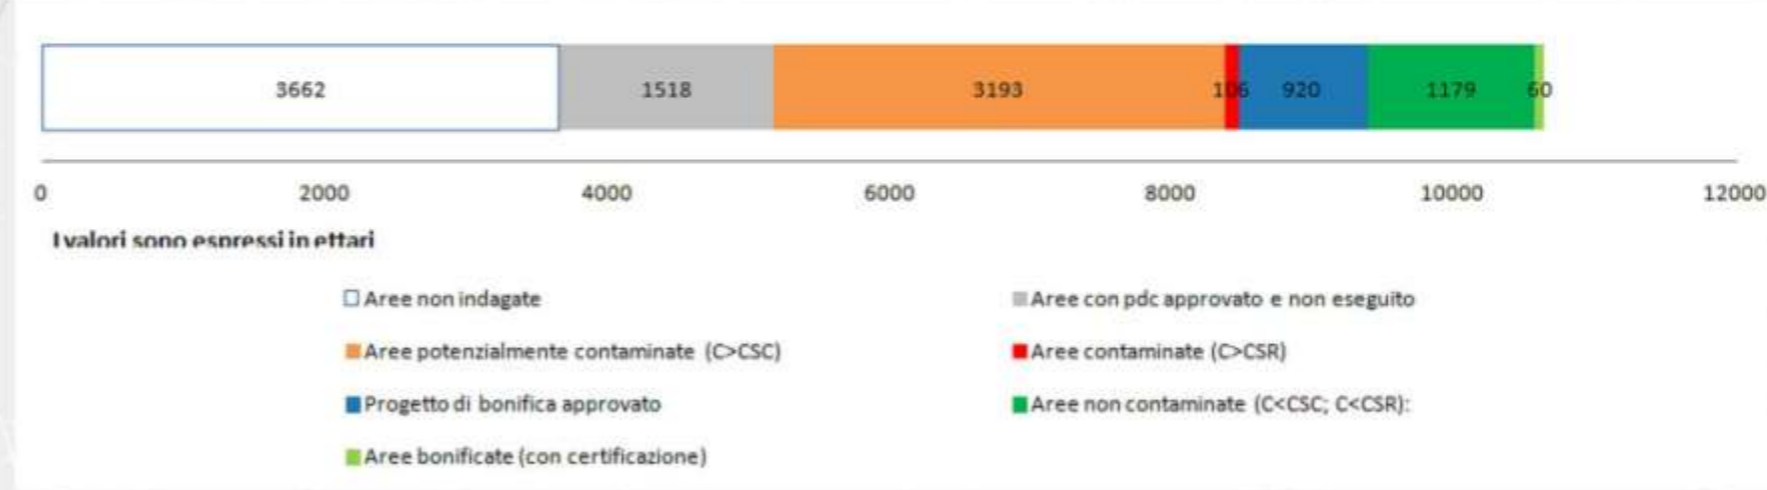 3662 1518 3193 106 920 1179 60
0 2000 4000 6000 8000 10000 12000
I valori sono espressi in ettari
Aree non indagate
Aree con pdc approvato e non eseguito
Aree potenzialmente contaminate (C>CSC)
Aree contaminate (C>CSR)
Progetto di bonifica approvato
Aree non contaminate (C<CSC; C<CSR):
Aree bonificate (con certificazione)